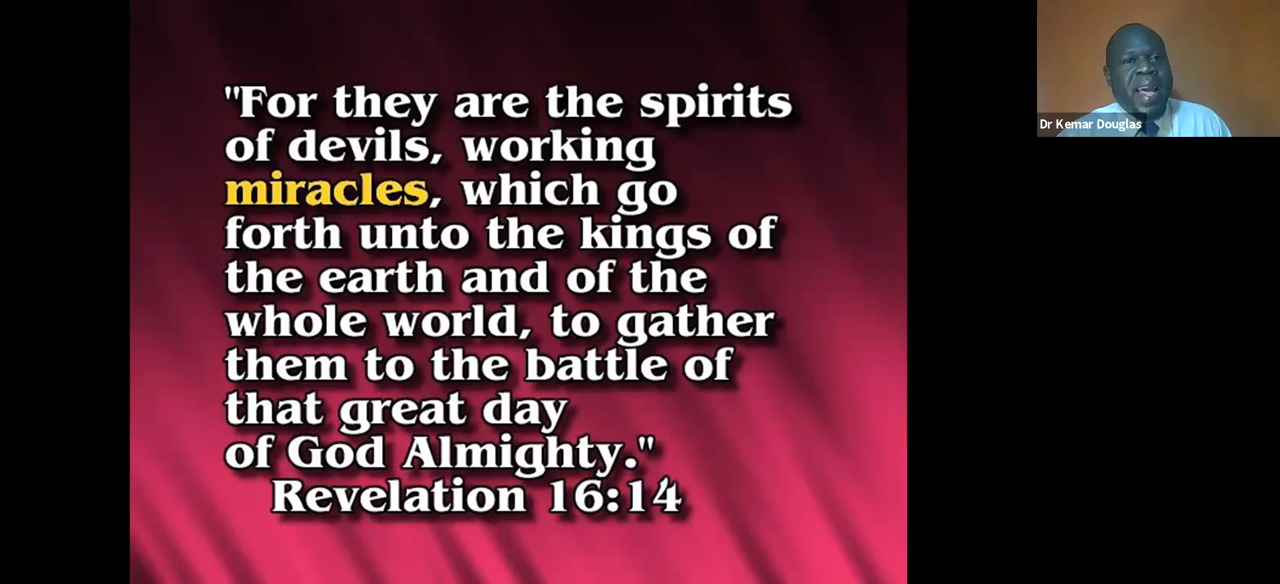 "For they are the spirits
of devils, working
miracles, which go
forth unto the kings of
the earth and of the
whole world, to gather
them to the battle of
that great day
of God Almighty."
Revelation 16:14
Dr Kemar Douglas